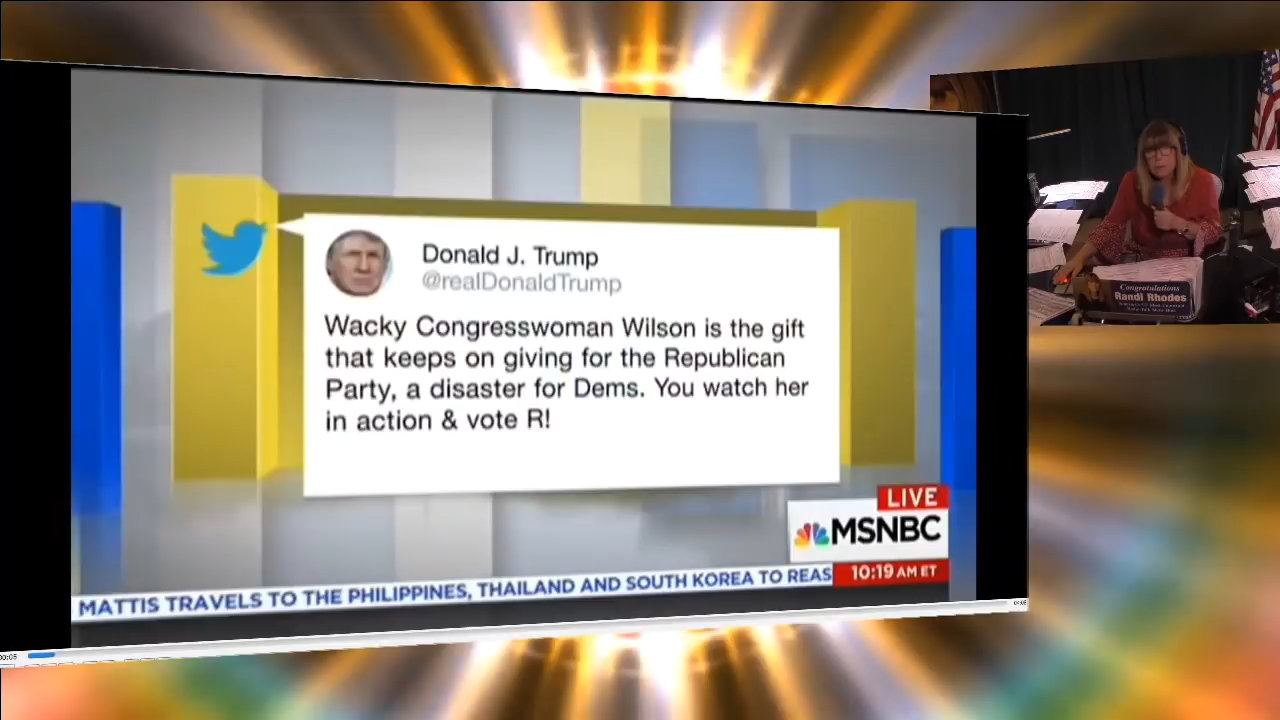 Donald J. Trump
@realDonaldTrump
Wacky Congresswoman Wilson is the gift
that keeps on giving for the Republican
Party, a disaster for Dems. You watch her
in action & vote R!
LIVE
MSNBC
10:19 AM ET
MATTIS TRAVELS TO THE PHILIPPINES, THAILAND AND SOUTH KOREA TO REAS
00:05
Congratulations
Randi Rhodes